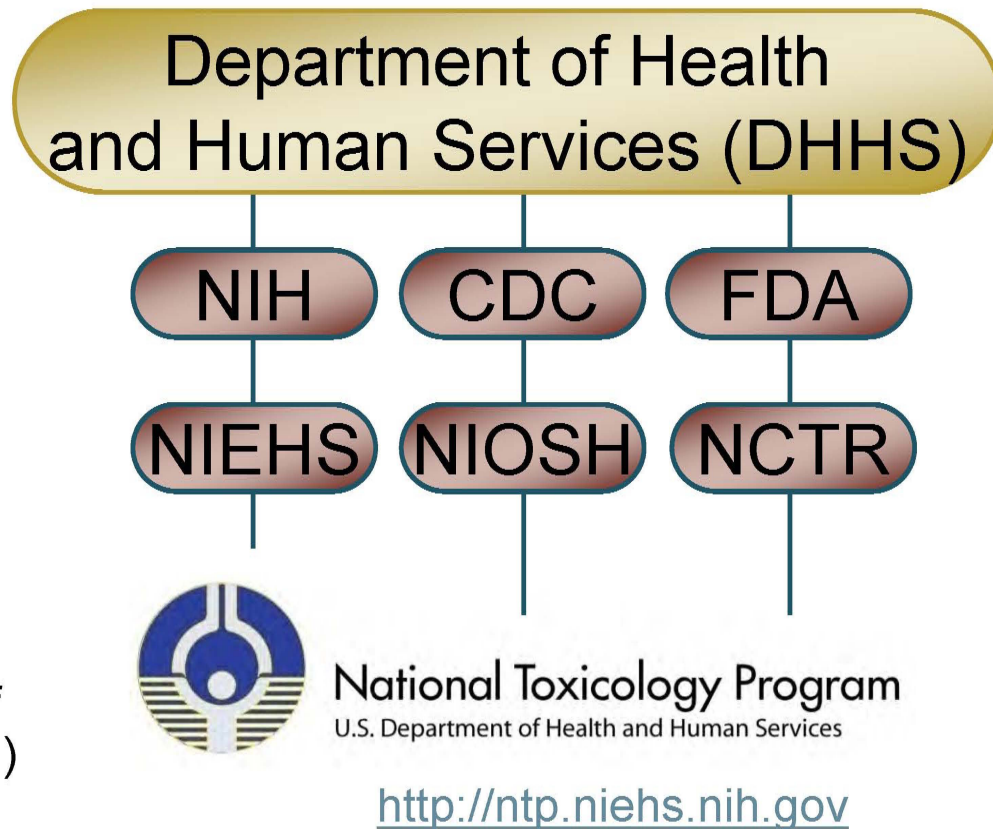 Department of Health
and Human Services (DHHS)
NIH CDC FDA
NIEHS NIOSH NCTR
National Toxicology Program
U.S. Department of Health and Human Services
)
http://ntp.niehs.nih.gov